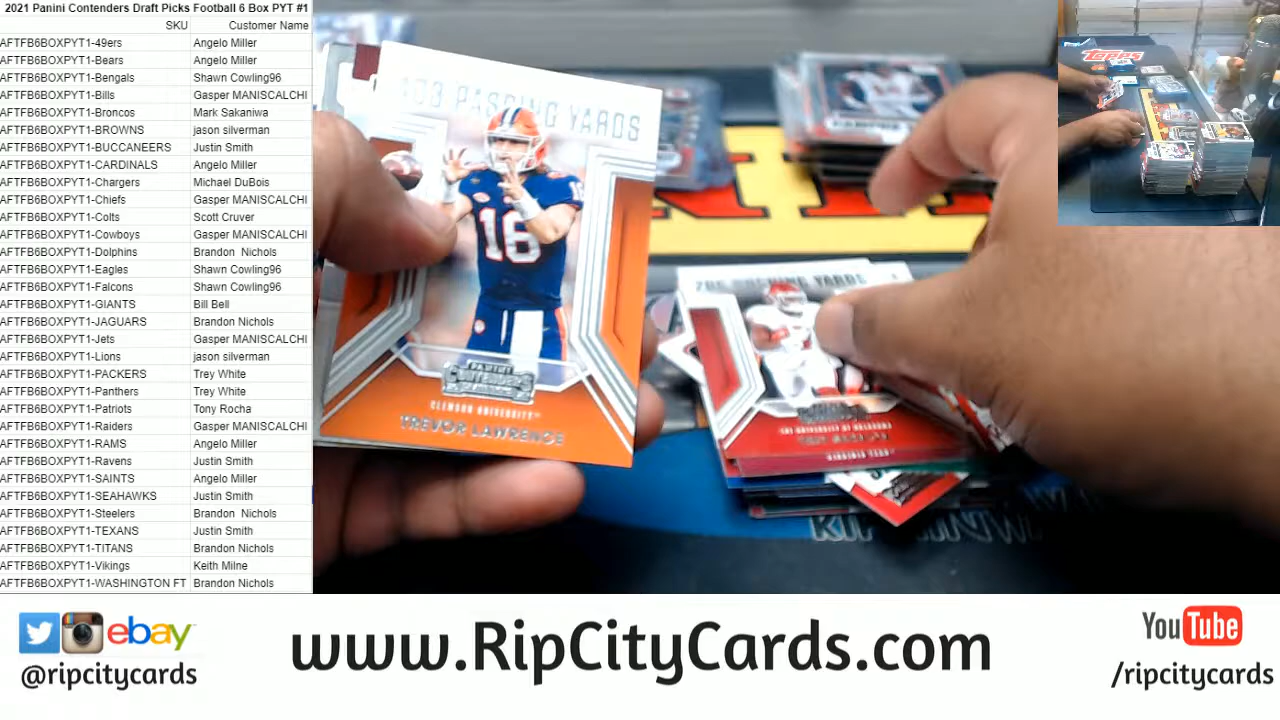 2021 Panini Contenders Draft Picks Football 6 Box PYT #1
SKU Customer Name
AFTFB6BOXPYT1-49ers Angelo Miller
AFTFB6BOXPYT1-Bears Angelo Miller
AFTFB6BOXPYT1-Bengals Shawn Cowling96
AFTFB6BOXPYT1-Bills Gasper MANISCALCHI
AFTFB6BOXPYT1-Broncos Mark Sakaniwa
AFTFB6BOXPYT1-BROWNS jason silverman
AFTFB6BOXPYT1-BUCCANEERS Justin Smith
AFTFB6BOXPYT1-CARDINALS Angelo Miller
AFTFB6BOXPYT1-Chargers Michael DuBois
AFTFB6BOXPYT1-Chiefs Gasper MANISCALCHI
AFTFB6BOXPYT1-Colts Scott Cruver
AFTFB6BOXPYT1-Cowboys Gasper MANISCALCHI
AFTFB6BOXPYT1-Dolphins Brandon Nichols
AFTFB6BOXPYT1-Eagles Shawn Cowling96
AFTFB6BOXPYT1-Falcons Shawn Cowling96
AFTFB6BOXPYT1-GIANTS Bill Bell
AFTFB6BOXPYT1-JAGUARS Brandon Nichols
AFTFB6BOXPYT1-Jets Gasper MANISCALCHI
AFTFB6BOXPYT1-Lions jason silverman
AFTFB6BOXPYT1-PACKERS Trey White
AFTFB6BOXPYT1-Panthers Trey White
AFTFB6BOXPYT1-Patriots Tony Rocha
AFTFB6BOXPYT1-Raiders Gasper MANISCALCHI
AFTFB6BOXPYT1-RAMS Angelo Miller
AFTFB6BOXPYT1-Ravens Justin Smith
AFTFB6BOXPYT1-SAINTS Angelo Miller
AFTFB6BOXPYT1-SEAHAWKS Justin Smith
AFTFB6BOXPYT1-Steelers Brandon Nichols
AFTFB6BOXPYT1-TEXANS Justin Smith
AFTFB6BOXPYT1-TITANS Brandon Nichols
AFTFB6BOXPYT1-Vikings Keith Milne
AFTFB6BOXPYT1-WASHINGTON FT Brandon Nichols
PASSING YARDS
16
PANINI
CONTENDERS
CLEMSON UNIVERSITY
TREVOR LAWRENCE
YARDS
THE UNIVERSITY OF OKLAHOMA
VIRGINIA TECH
Topps
ebay
@ripcitycards
www.RipCityCards.com
YouTube
/ripcitycards